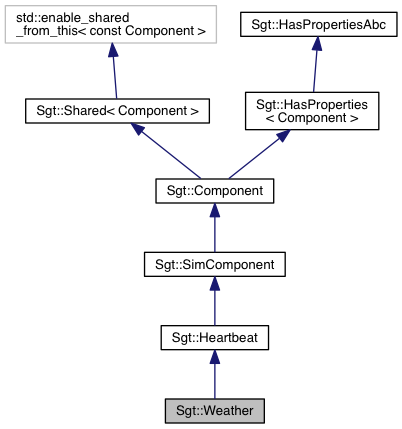 std::enable_shared
_from_this< const Component >
Sgt::HasPropertiesAbc
Sgt::Shared< Component >
Sgt::HasProperties
< Component >
Sgt::Component
Sgt::SimComponent
Sgt::Heartbeat
Sgt::Weather